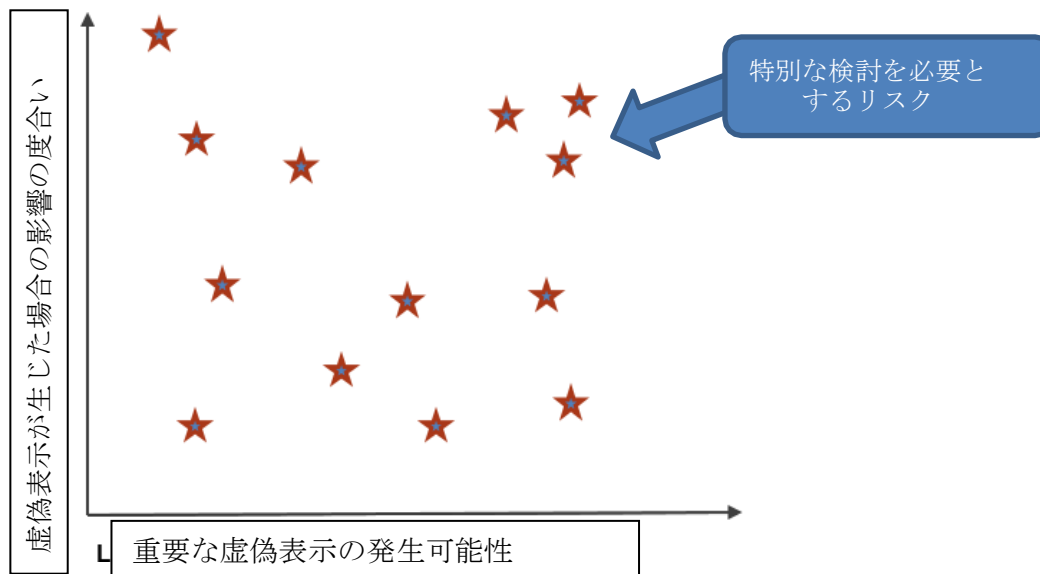 虚偽表示が生じた場合の影響の度合い
特別な検討を必要と
するリスク
L
重要な虚偽表示の発生可能性